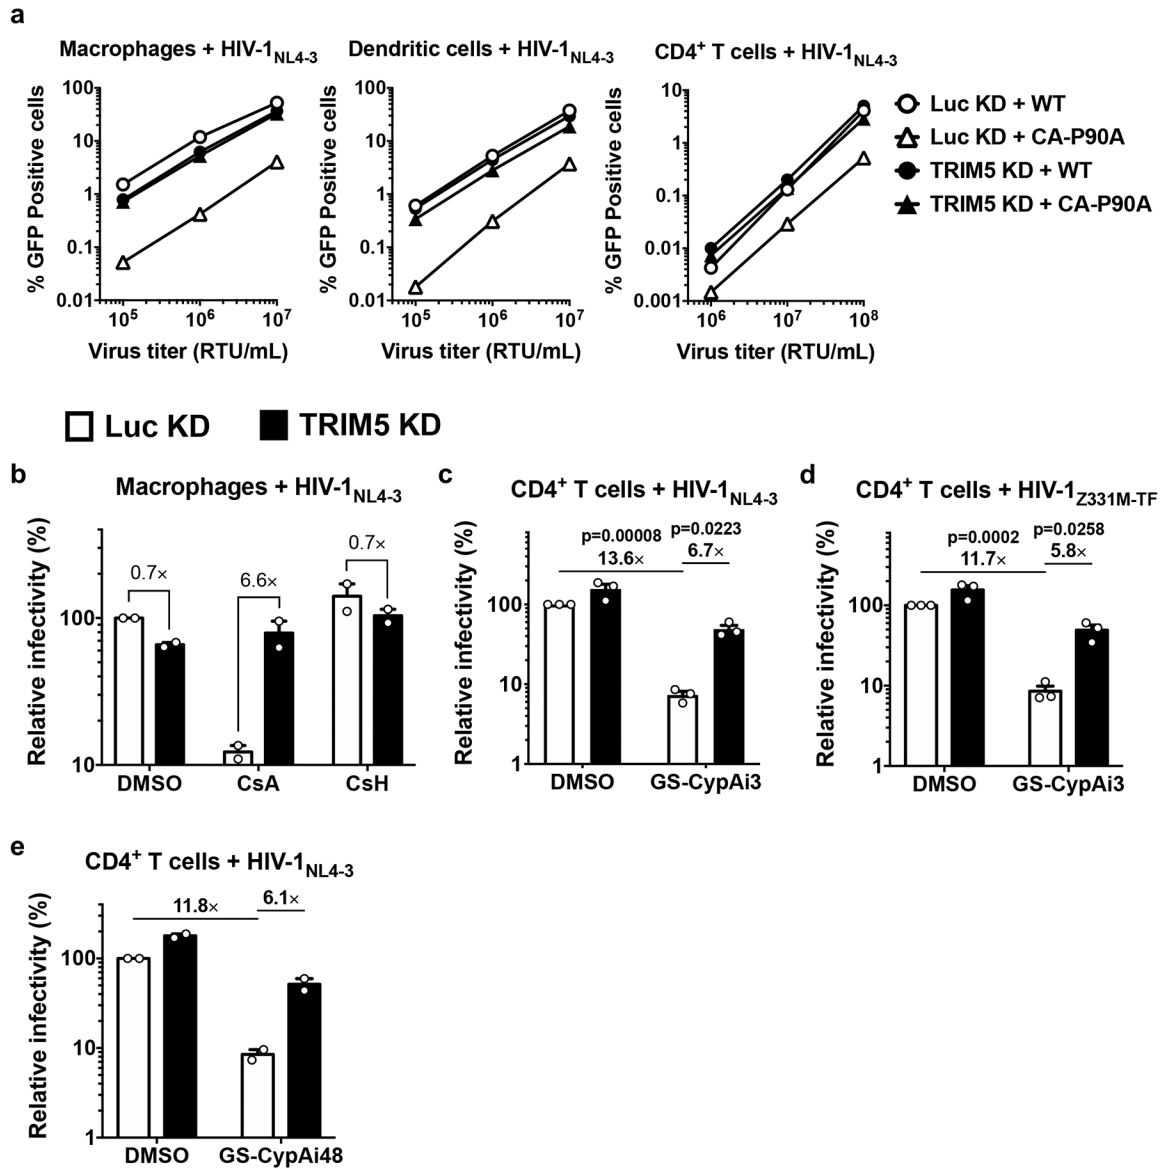 a
Macrophages + HIV-1NL4-3
Dendritic cells + HIV-1NL4-3
CD4+ T cells + HIV-1NL4-3
% GFP Positive cells
100
10
1
0.1
0.01
10^5 10^6 10^7
Virus titer (RTU/mL)
% GFP Positive cells
100
10
1
0.1
0.01
10^5 10^6 10^7
Virus titer (RTU/mL)
% GFP Positive cells
10
1
0.1
0.01
0.001
10^6 10^7 10^8
Virus titer (RTU/mL)
Luc KD + WT
Luc KD + CA-P90A
TRIM5 KD + WT
TRIM5 KD + CA-P90A
Luc KD
TRIM5 KD
b
Macrophages + HIV-1NL4-3
Relative infectivity (%)
100
10
0.7×
6.6×
0.7×
DMSO CsA CsH
c
CD4+ T cells + HIV-1NL4-3
Relative infectivity (%)
100
10
1
p=0.00008 p=0.0223
13.6× 6.7×
DMSO GS-CypAi3
d
CD4+ T cells + HIV-1Z331M-TF
Relative infectivity (%)
100
10
1
p=0.0002 p=0.0258
11.7× 5.8×
DMSO GS-CypAi3
e
CD4+ T cells + HIV-1NL4-3
Relative infectivity (%)
100
10
1
11.8× 6.1×
DMSO GS-CypAi48